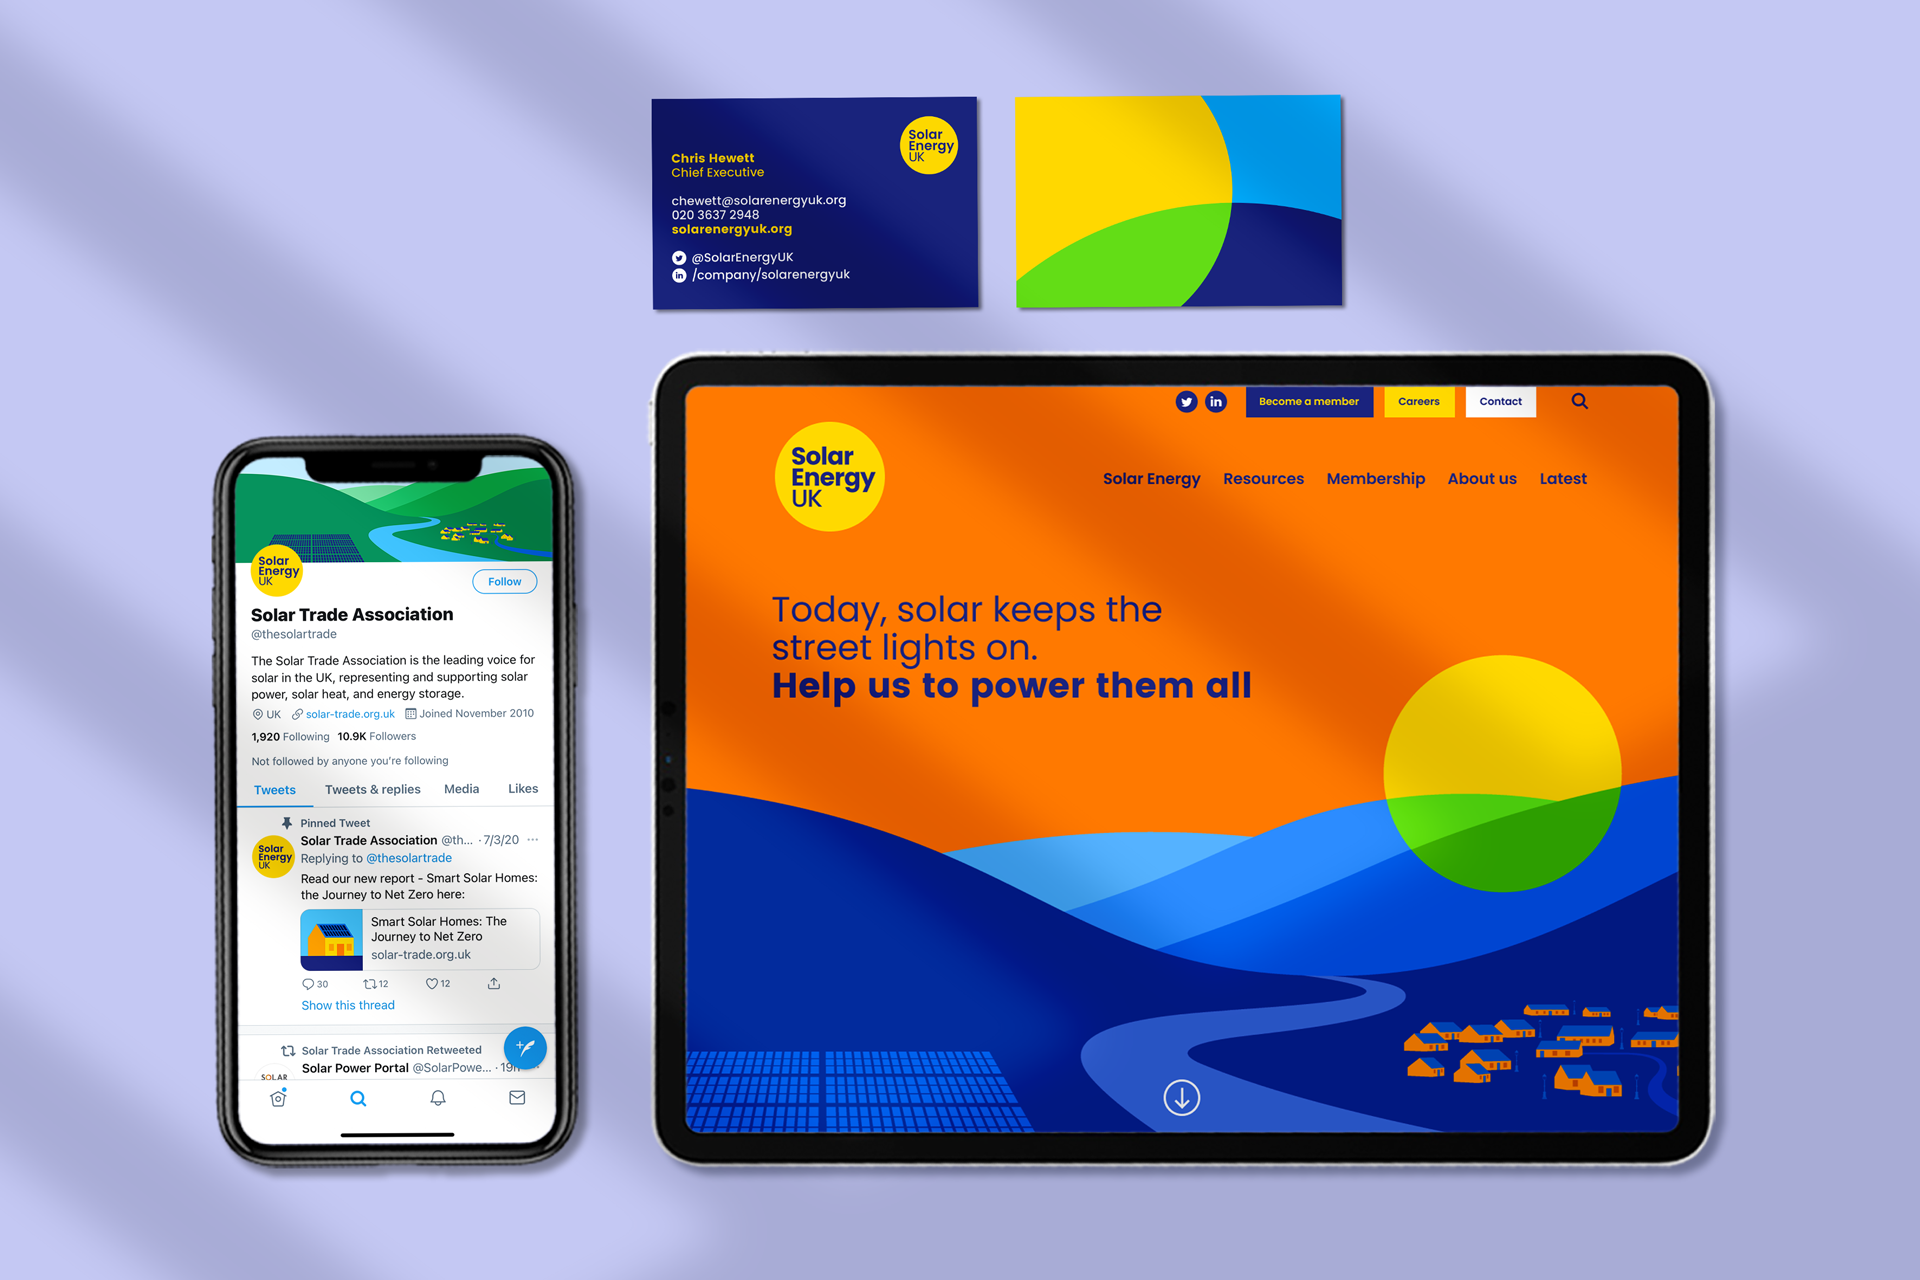 Chris Hewett
Chief Executive
chewett@solarenergyuk.org
020 3637 2948
solarenergyuk.org
@SolarEnergyUK
in /company/solarenergyuk
Solar
Energy
UK
in
Become a member
Careers
Contact
Solar
Energy
UK
Solar Energy
Resources
Membership
About us
Latest
Today, solar keeps the
street lights on.
Help us to power them all
Solar
Energy
UK
Follow
Solar Trade Association
@thesolartrade
The Solar Trade Association is the leading voice for
solar in the UK, representing and supporting solar
power, solar heat, and energy storage.
UK solar-trade.org.uk Joined November 2010
1,920 Following 10.9K Followers
Not followed by anyone you're following
Tweets Tweets & replies Media Likes
Pinned Tweet
Solar
Energy
UK
Solar Trade Association @th... · 7/3/20 ...
Replying to @thesolartrade
Read our new report - Smart Solar Homes:
the Journey to Net Zero here:
Smart Solar Homes: The
Journey to Net Zero
solar-trade.org.uk
30 12 12
Show this thread
Solar Trade Association Retweeted
Solar Power Portal @SolarPowe... · 19h
SOLAR